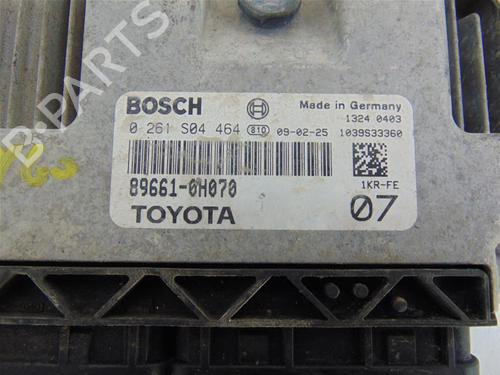 BOSCH
Made in Germany
1324 0403
0 261 S04 464 810 09-02-25 1039S33360
89661-0H070
1KR-FE
TOYOTA
07